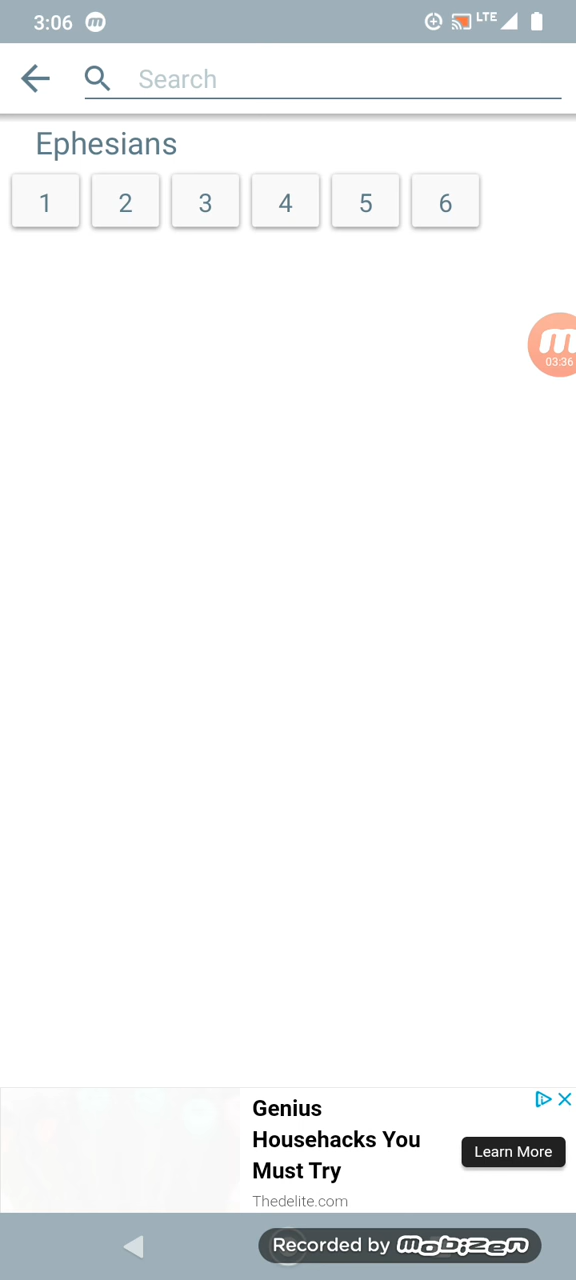 3:06 m LTE
Search
Ephesians
1 2 3 4 5 6
m
03:36
Genius
Househacks You
Must Try
Learn More
Thedelite.com
Recorded by mobizen